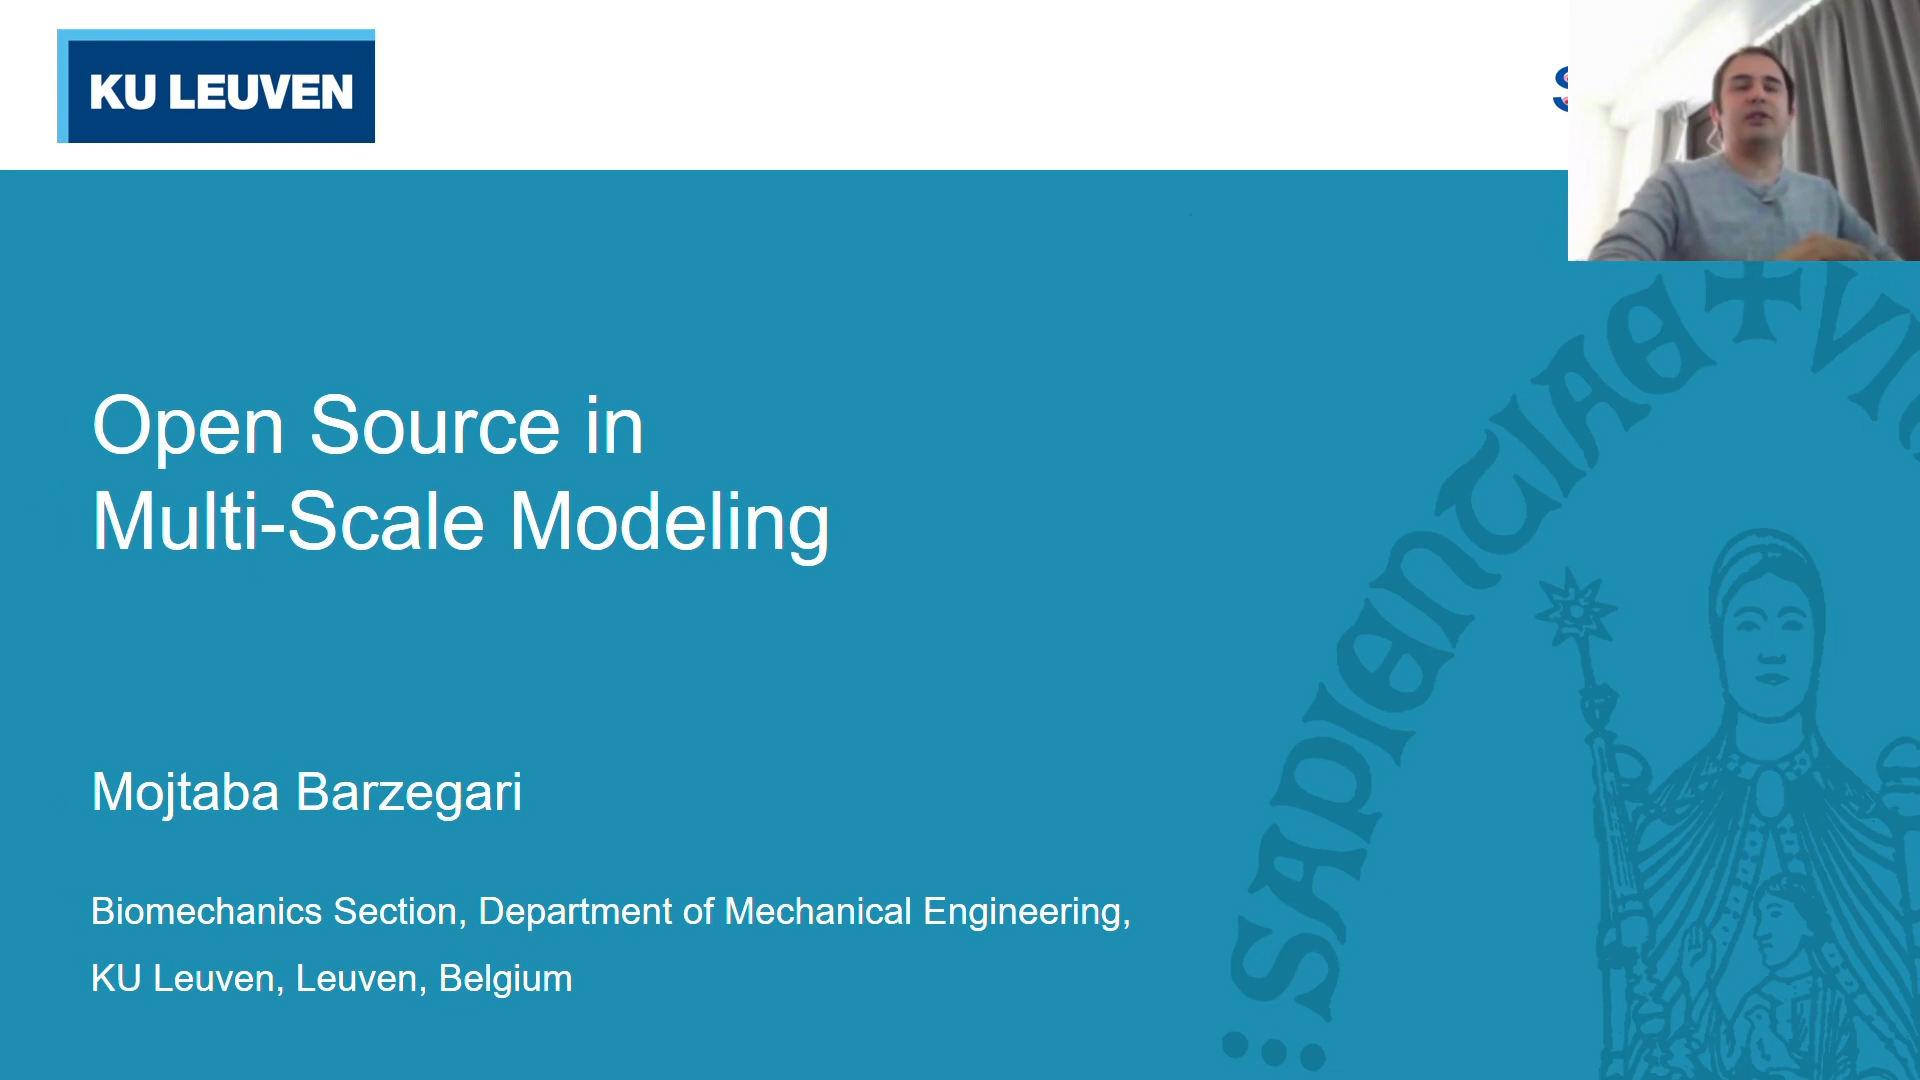 KU LEUVEN
Open Source in
Multi-Scale Modeling
Mojtaba Barzegari
Biomechanics Section, Department of Mechanical Engineering,
KU Leuven, Leuven, Belgium
SAPIENTIAE